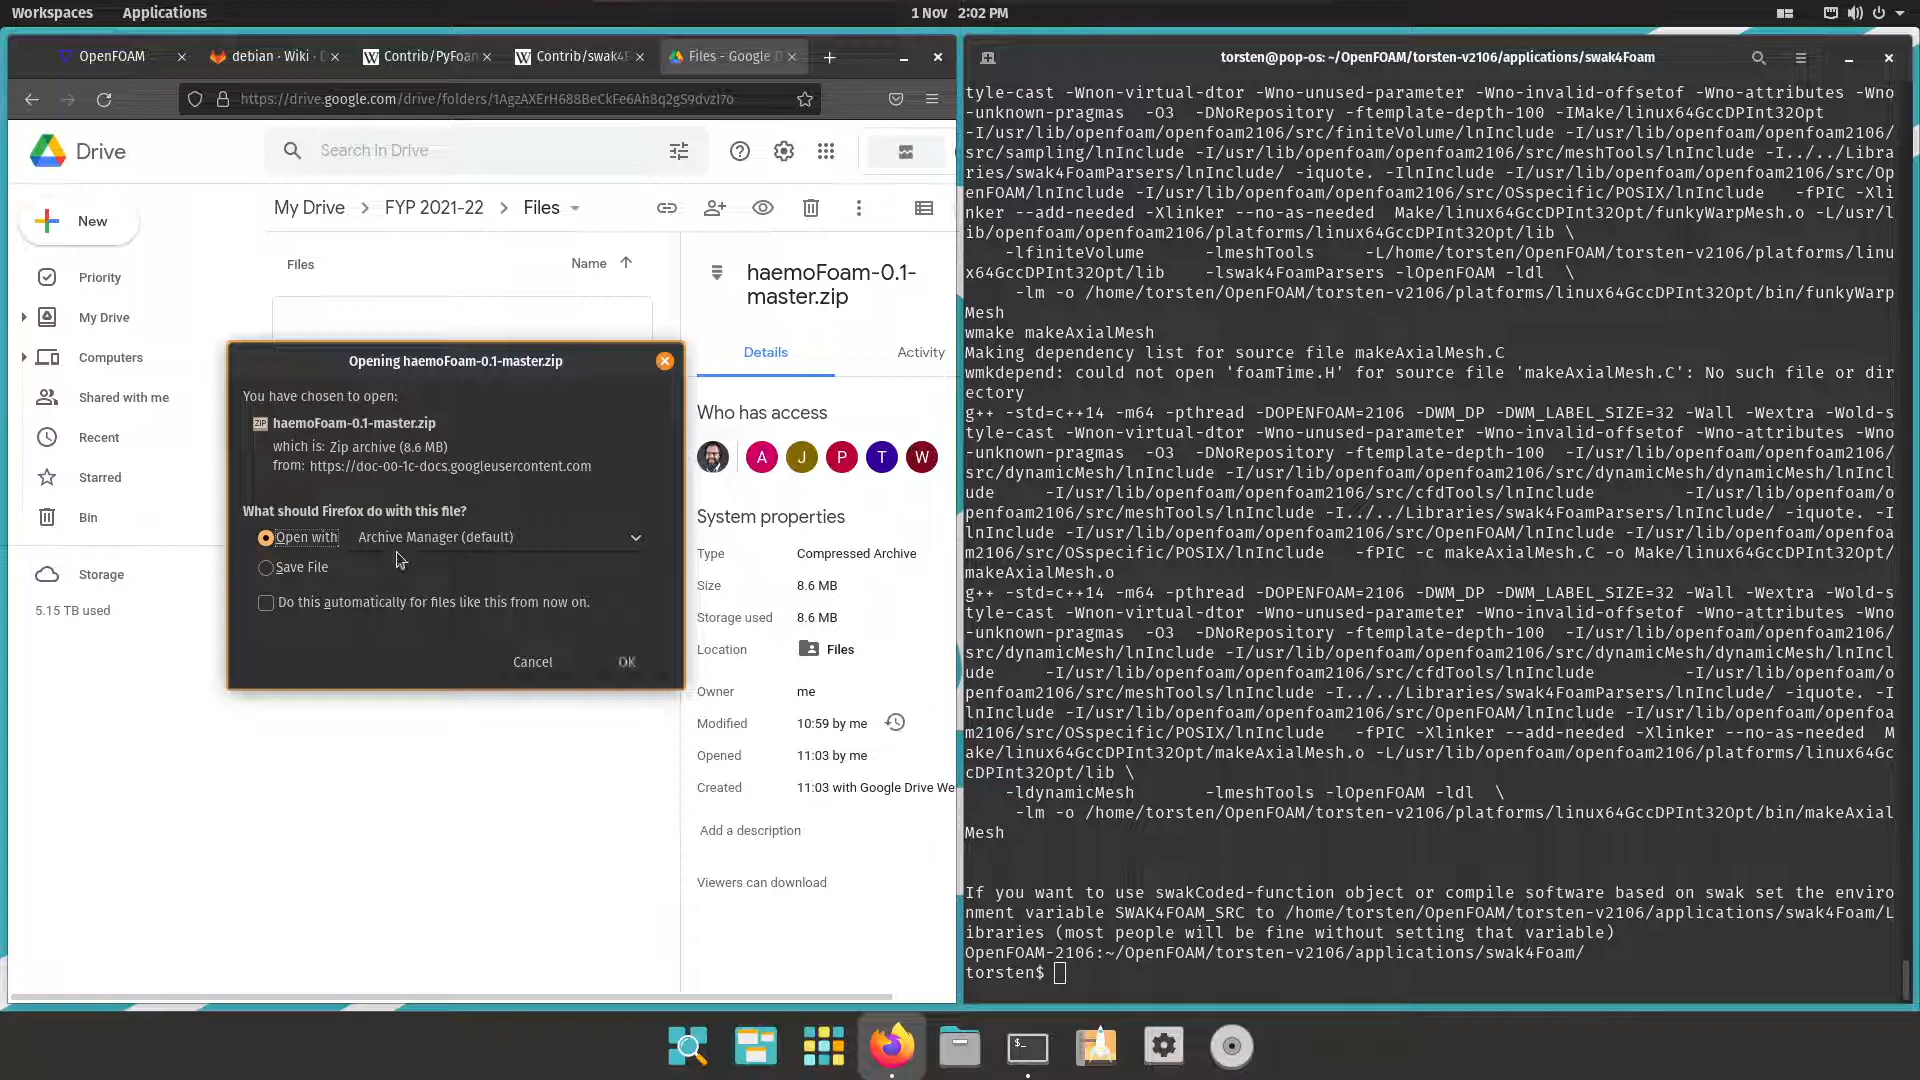 Workspaces Applications 1 Nov 2:02 PM
OpenFOAM debian · Wiki · D Contrib/PyFoam Contrib/swak4F Files - Google D
https://drive.google.com/drive/folders/1AgzAXErH688BeCkFe6Ah8q2gS9dvzI7o
Drive Search in Drive
New
Priority
My Drive
Computers
Shared with me
Recent
Starred
Bin
Storage
5.15 TB used
My Drive FYP 2021-22 Files
Files Name
haemoFoam-0.1-
master.zip
Details Activity
Who has access
A J P T W
System properties
Type Compressed Archive
Size 8.6 MB
Storage used 8.6 MB
Location Files
Owner me
Modified 10:59 by me
Opened 11:03 by me
Created 11:03 with Google Drive We
Add a description
Viewers can download
Opening haemoFoam-0.1-master.zip
You have chosen to open:
ZIP haemoFoam-0.1-master.zip
which is: Zip archive (8.6 MB)
from: https://doc-00-1c-docs.googleusercontent.com
What should Firefox do with this file?
Open with Archive Manager (default)
Save File
Do this automatically for files like this from now on.
Cancel OK
torsten@pop-os: ~/OpenFOAM/torsten-v2106/applications/swak4Foam
tyle-cast -Wnon-virtual-dtor -Wno-unused-parameter -Wno-invalid-offsetof -Wno-attributes -Wno
-unknown-pragmas  -O3  -DNoRepository -ftemplate-depth-100 -IMake/linux64GccDPInt32Opt
-I/usr/lib/openfoam/openfoam2106/src/finiteVolume/lnInclude -I/usr/lib/openfoam/openfoam2106/
src/sampling/lnInclude -I/usr/lib/openfoam/openfoam2106/src/meshTools/lnInclude -I../../Libra
ries/swak4FoamParsers/lnInclude/ -iquote. -IlnInclude -I/usr/lib/openfoam/openfoam2106/src/Op
enFOAM/lnInclude -I/usr/lib/openfoam/openfoam2106/src/OSspecific/POSIX/lnInclude   -fPIC -Xli
nker --add-needed -Xlinker --no-as-needed  Make/linux64GccDPInt32Opt/funkyWarpMesh.o -L/usr/l
ib/openfoam/openfoam2106/platforms/linux64GccDPInt32Opt/lib \
-lfiniteVolume      -lmeshTools     -L/home/torsten/OpenFOAM/torsten-v2106/platforms/linu
x64GccDPInt32Opt/lib    -lswak4FoamParsers -lOpenFOAM -ldl  \
-lm -o /home/torsten/OpenFOAM/torsten-v2106/platforms/linux64GccDPInt32Opt/bin/funkyWarp
Mesh
wmake makeAxialMesh
Making dependency list for source file makeAxialMesh.C
wmkdepend: could not open 'foamTime.H' for source file 'makeAxialMesh.C': No such file or dir
ectory
g++ -std=c++14 -m64 -pthread -DOPENFOAM=2106 -DWM_DP -DWM_LABEL_SIZE=32 -Wall -Wextra -Wold-s
tyle-cast -Wnon-virtual-dtor -Wno-unused-parameter -Wno-invalid-offsetof -Wno-attributes -Wno
-unknown-pragmas  -O3  -DNoRepository -ftemplate-depth-100  -I/usr/lib/openfoam/openfoam2106/
src/dynamicMesh/lnInclude -I/usr/lib/openfoam/openfoam2106/src/dynamicMesh/dynamicMesh/lnIncl
ude     -I/usr/lib/openfoam/openfoam2106/src/cfdTools/lnInclude         -I/usr/lib/openfoam/o
penfoam2106/src/meshTools/lnInclude -I../../Libraries/swak4FoamParsers/lnInclude/ -iquote. -I
lnInclude -I/usr/lib/openfoam/openfoam2106/src/OpenFOAM/lnInclude -I/usr/lib/openfoam/openfoa
m2106/src/OSspecific/POSIX/lnInclude   -fPIC -c makeAxialMesh.C -o Make/linux64GccDPInt32Opt/
makeAxialMesh.o
g++ -std=c++14 -m64 -pthread -DOPENFOAM=2106 -DWM_DP -DWM_LABEL_SIZE=32 -Wall -Wextra -Wold-s
tyle-cast -Wnon-virtual-dtor -Wno-unused-parameter -Wno-invalid-offsetof -Wno-attributes -Wno
-unknown-pragmas  -O3  -DNoRepository -ftemplate-depth-100  -I/usr/lib/openfoam/openfoam2106/
src/dynamicMesh/lnInclude -I/usr/lib/openfoam/openfoam2106/src/dynamicMesh/dynamicMesh/lnIncl
ude     -I/usr/lib/openfoam/openfoam2106/src/cfdTools/lnInclude         -I/usr/lib/openfoam/o
penfoam2106/src/meshTools/lnInclude -I../../Libraries/swak4FoamParsers/lnInclude/ -iquote. -I
lnInclude -I/usr/lib/openfoam/openfoam2106/src/OpenFOAM/lnInclude -I/usr/lib/openfoam/openfoa
m2106/src/OSspecific/POSIX/lnInclude   -fPIC -Xlinker --add-needed -Xlinker --no-as-needed  M
ake/linux64GccDPInt32Opt/makeAxialMesh.o -L/usr/lib/openfoam/openfoam2106/platforms/linux64Gc
cDPInt32Opt/lib \
-ldynamicMesh       -lmeshTools -lOpenFOAM -ldl  \
-lm -o /home/torsten/OpenFOAM/torsten-v2106/platforms/linux64GccDPInt32Opt/bin/makeAxial
Mesh
If you want to use swakCoded-function object or compile software based on swak set the enviro
nment variable SWAK4FOAM_SRC to /home/torsten/OpenFOAM/torsten-v2106/applications/swak4Foam/L
ibraries (most people will be fine without setting that variable)
OpenFOAM-2106:~/OpenFOAM/torsten-v2106/applications/swak4Foam/
torsten$